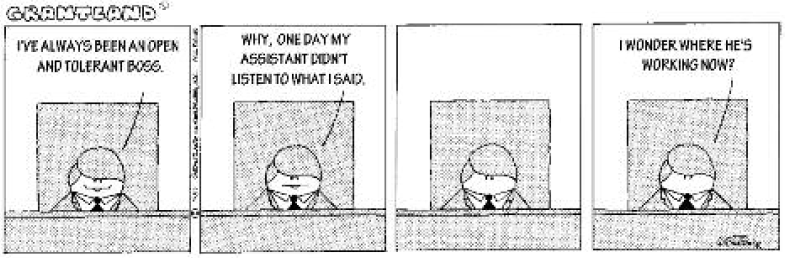 GRANTLAND
I'VE ALWAYS BEEN AN OPEN
AND TOLERANT BOSS.
WHY, ONE DAY MY
ASSISTANT DIDN'T
LISTEN TO WHAT I SAID.
I WONDER WHERE HE'S
WORKING NOW?